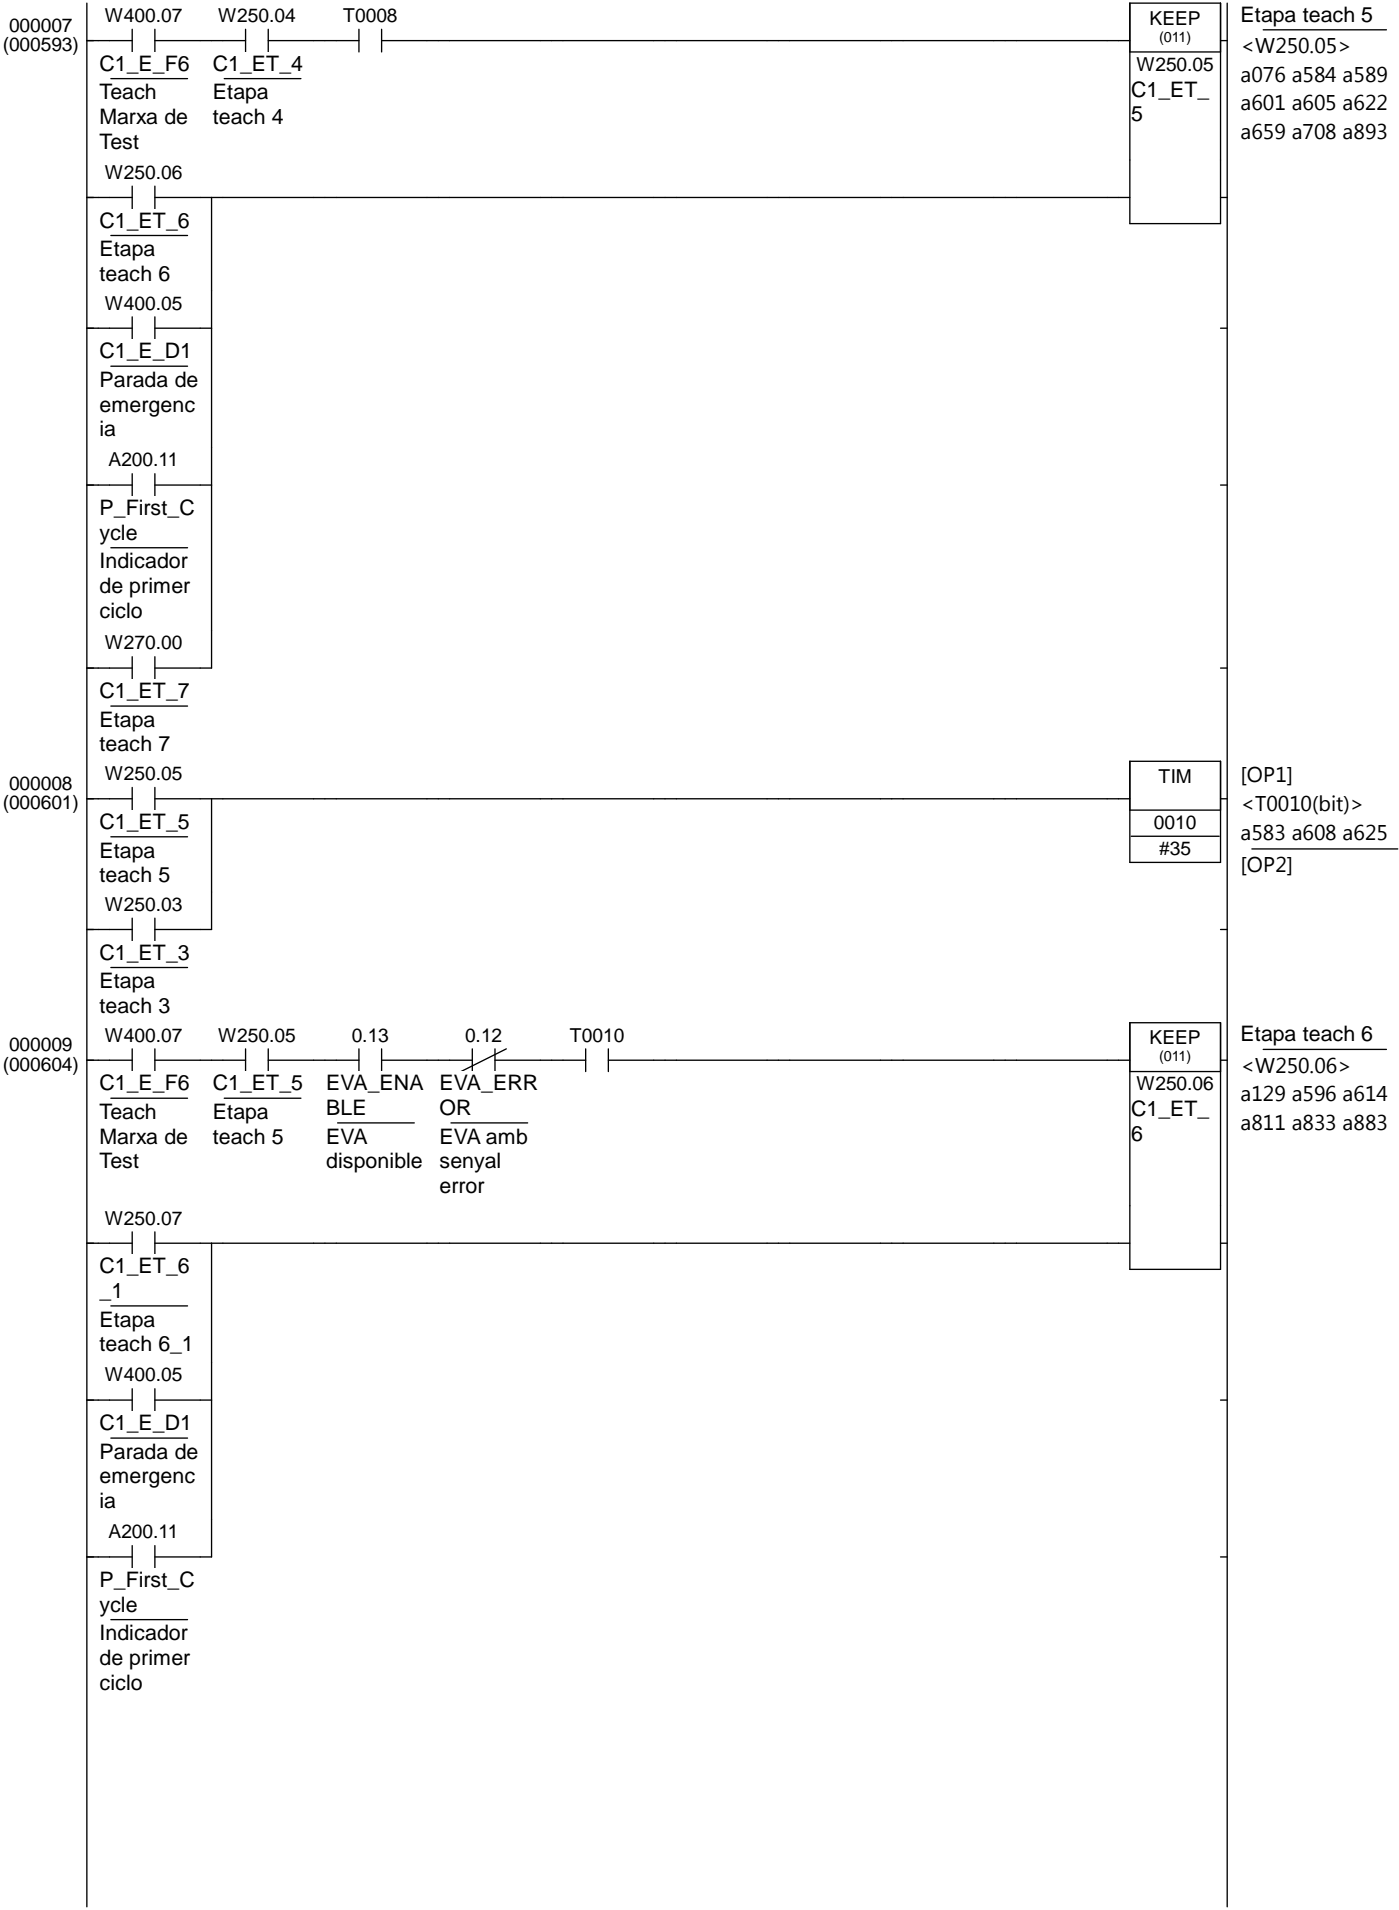 000007
(000593)
W400.07 W250.04 T0008
C1_E_F6 C1_ET_4
Teach Etapa
Marxa de teach 4
Test
KEEP
(011)
W250.05
C1_ET_
5
Etapa teach 5
<W250.05>
a076 a584 a589
a601 a605 a622
a659 a708 a893
W250.06
C1_ET_6
Etapa
teach 6
W400.05
C1_E_D1
Parada de
emergenc
ia
A200.11
P_First_C
ycle
Indicador
de primer
ciclo
W270.00
C1_ET_7
Etapa
teach 7
000008
(000601)
W250.05
C1_ET_5
Etapa
teach 5
TIM
0010
#35
[OP1]
<T0010(bit)>
a583 a608 a625
[OP2]
W250.03
C1_ET_3
Etapa
teach 3
000009
(000604)
W400.07 W250.05 0.13 0.12 T0010
C1_E_F6 C1_ET_5 EVA_ENA EVA_ERR
Teach Etapa BLE OR
Marxa de teach 5 EVA EVA amb
Test disponible senyal
error
KEEP
(011)
W250.06
C1_ET_
6
Etapa teach 6
<W250.06>
a129 a596 a614
a811 a833 a883
W250.07
C1_ET_6
_1
Etapa
teach 6_1
W400.05
C1_E_D1
Parada de
emergenc
ia
A200.11
P_First_C
ycle
Indicador
de primer
ciclo